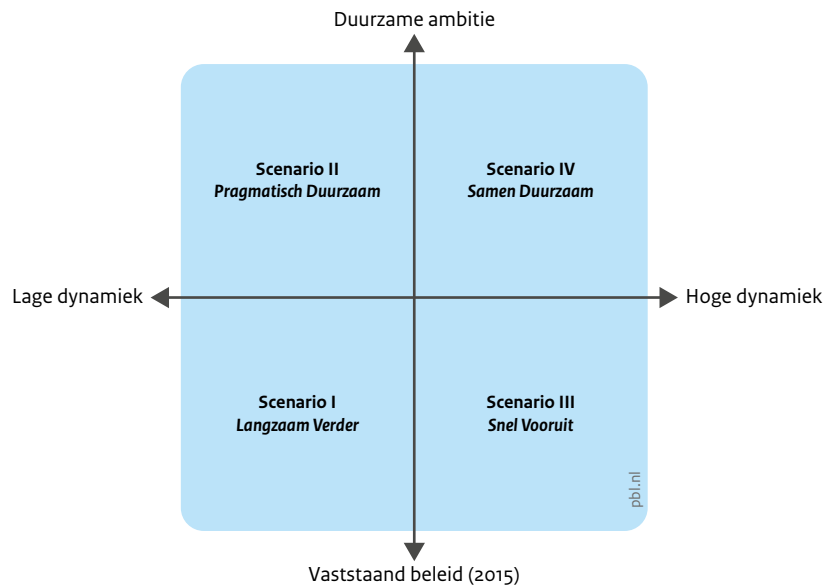 Duurzame ambitie
Scenario II
Pragmatisch Duurzaam
Scenario IV
Samen Duurzaam
Lage dynamiek
Hoge dynamiek
Scenario I
Langzaam Verder
Scenario III
Snel Vooruit
pbl.nl
Vaststaand beleid (2015)